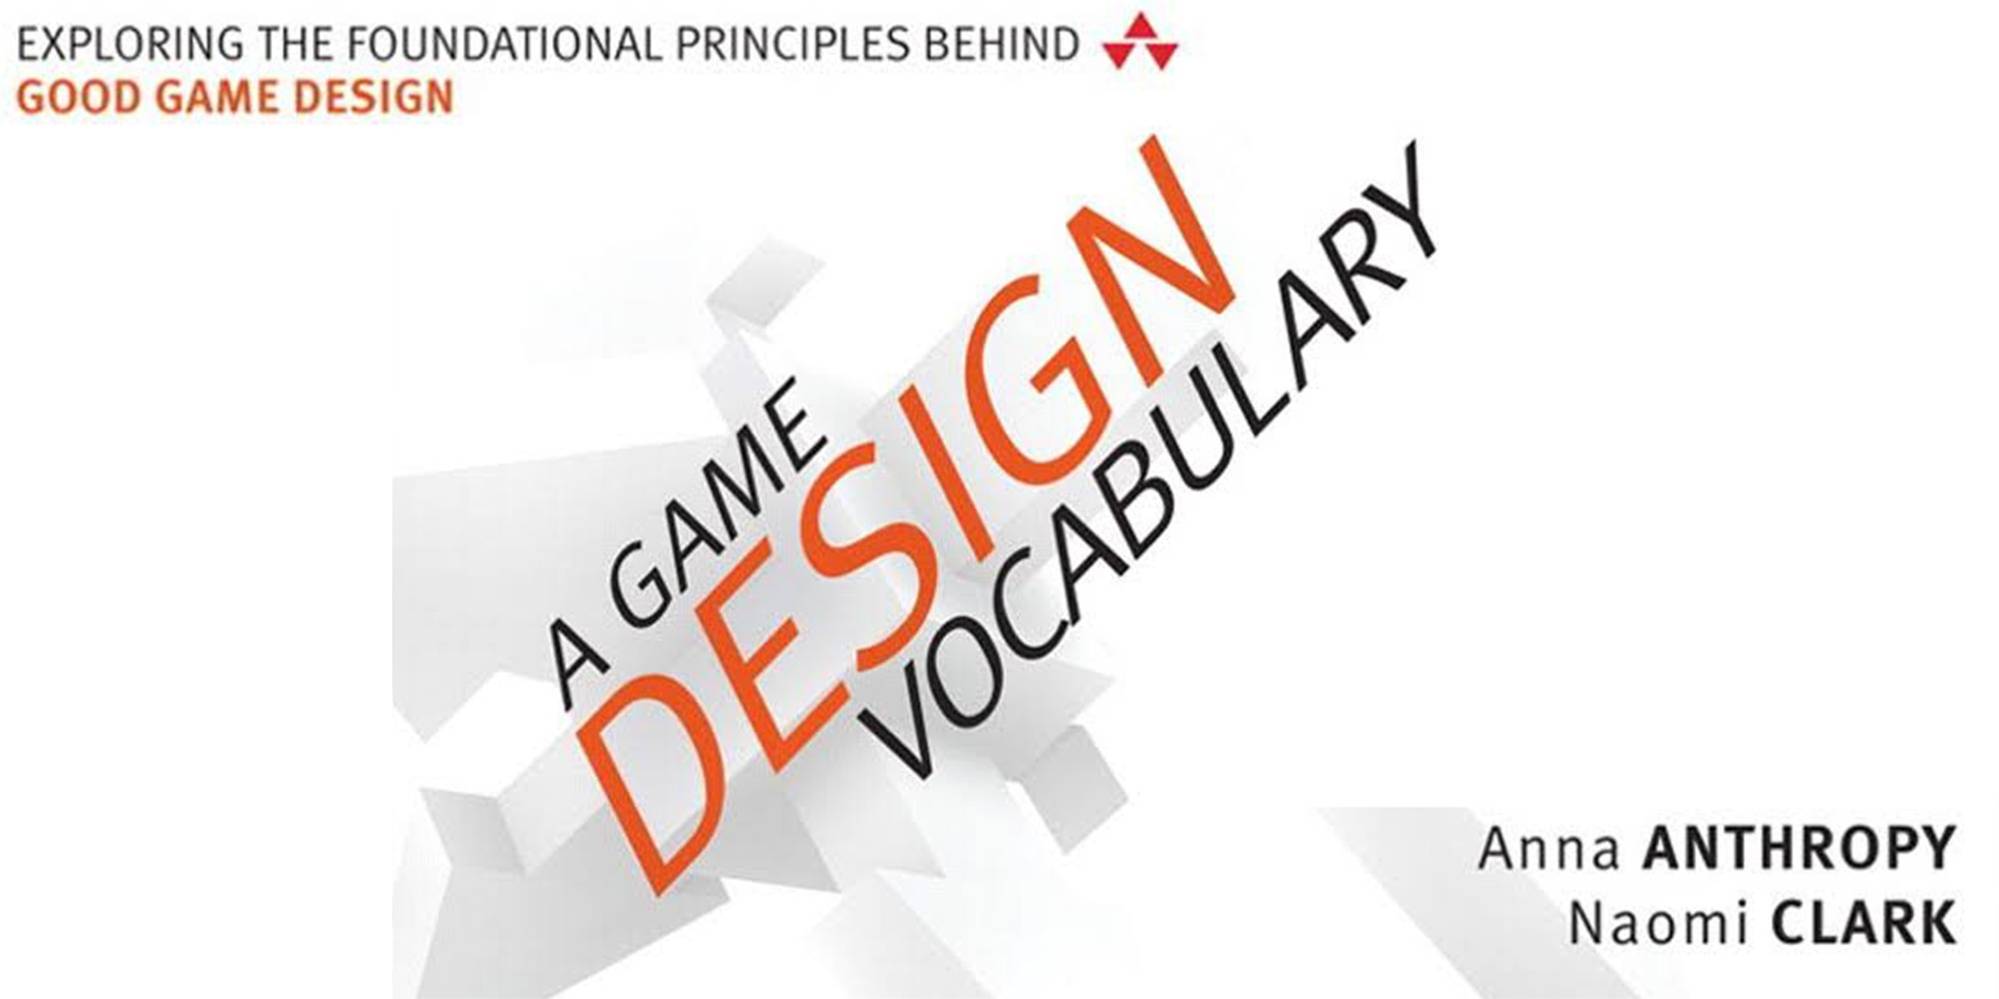 EXPLORING THE FOUNDATIONAL PRINCIPLES BEHIND
GOOD GAME DESIGN
A GAME
DESIGN
VOCABULARY
Anna ANTHROPY
Naomi CLARK